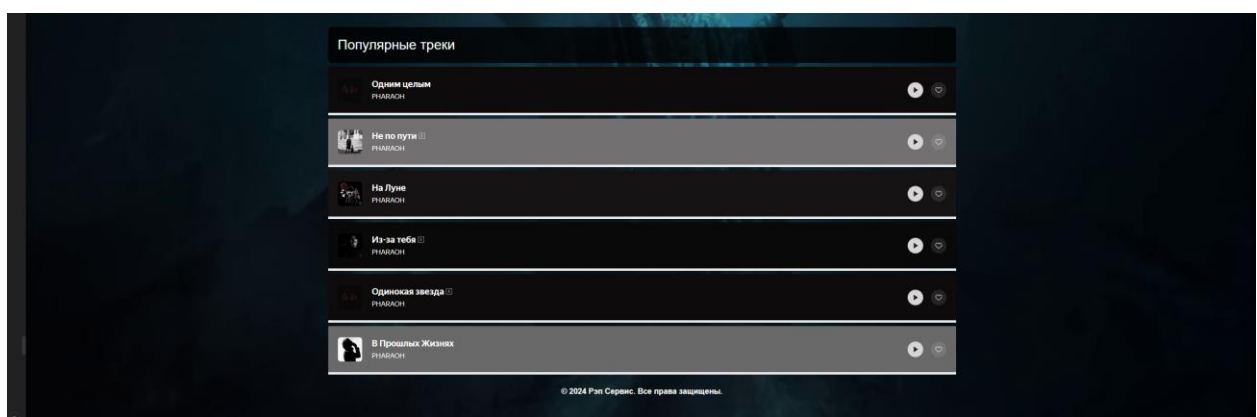 Популярные треки
Одним целым
PHARAOH
Не по пути E
PHARAOH
На Луне
PHARAOH
Из-за тебя E
PHARAOH
Одинокая звезда E
PHARAOH
В Прошлых Жизнях
PHARAOH
© 2024 Рэп Сервис. Все права защищены.